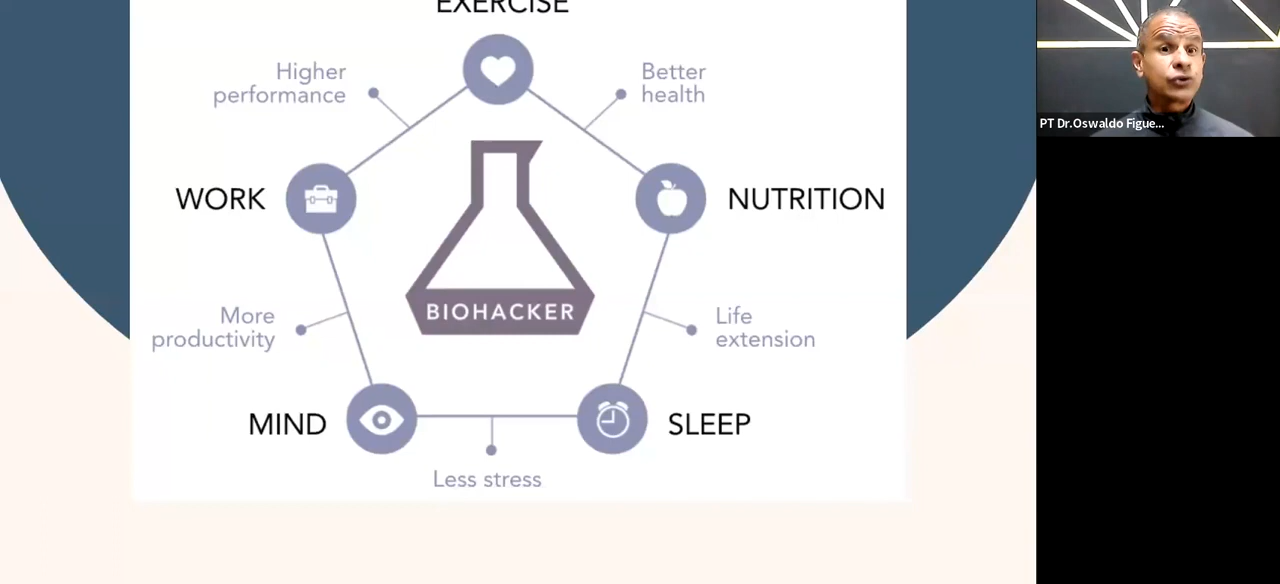 EXERCISE
Higher
performance
Better
health
WORK
NUTRITION
BIOHACKER
More
productivity
Life
extension
MIND
SLEEP
Less stress
PT Dr.Oswaldo Figue...